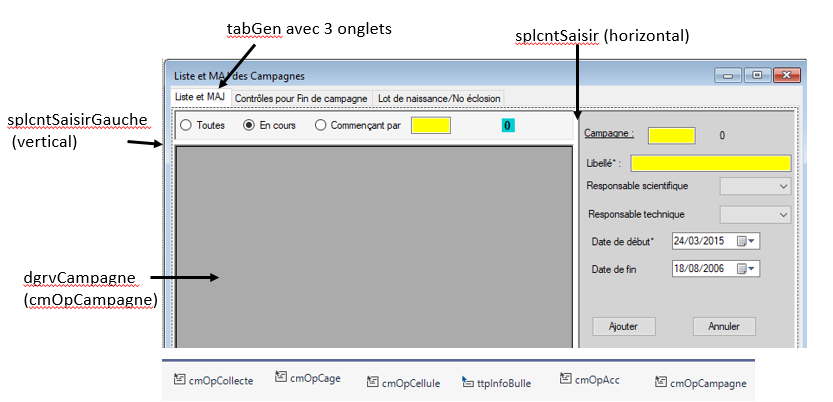 tabGen avec 3 onglets
splcntSaisir (horizontal)
Liste et MAJ des Campagnes
Liste et MAJ Contrôles pour Fin de campagne Lot de naissance/No éclosion
splcntSaisirGauche
(vertical)
Toutes En cours Commençant par 0
Campagne : 0
Libellé* :
Responsable scientifique
Responsable technique
Date de début* 24/03/2015
Date de fin 18/08/2006
dgrvCampagne
(cmOpCampagne)
Ajouter Annuler
cmOpCollecte cmOpCage cmOpCellule ttpInfoBulle cmOpAcc cmOpCampagne